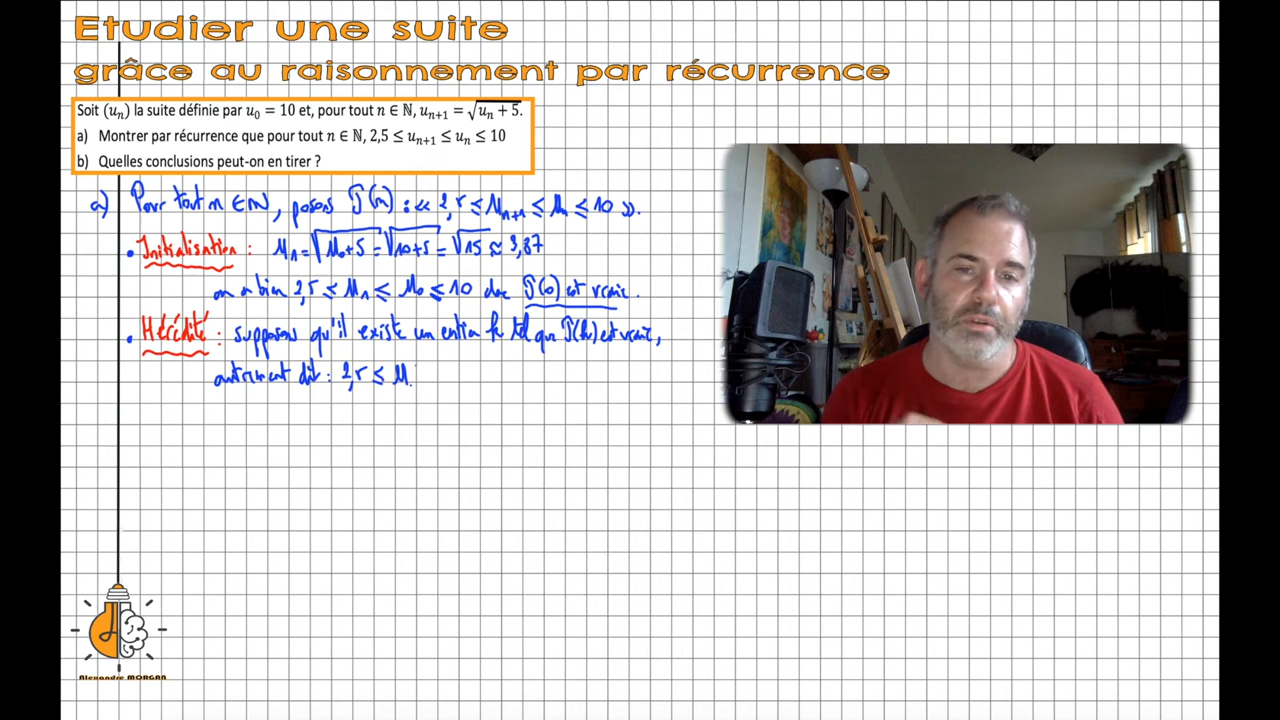 Etudier une suite
grâce au raisonnement par récurrence
Soit (uₙ) la suite définie par u₀ = 10 et, pour tout n ∈ ℕ, uₙ₊₁ = √(uₙ + 5).
a) Montrer par récurrence que pour tout n ∈ ℕ, 2,5 ≤ uₙ₊₁ ≤ uₙ ≤ 10
b) Quelles conclusions peut-on en tirer ?
a) Pour tout n ∈ ℕ, posons P(n) : « 2,5 ≤ uₙ₊₁ ≤ uₙ ≤ 10 ».
• Initialisation : u₁ = √(u₀+5) = √(10+5) = √15 ≈ 3,87
on a bien 2,5 ≤ u₁ ≤ u₀ ≤ 10 donc P(0) est vraie.
• Hérédité : supposons qu'il existe un entier k tel que P(k) est vraie,
autrement dit : 2,5 ≤ u
Alexandre MORGAN